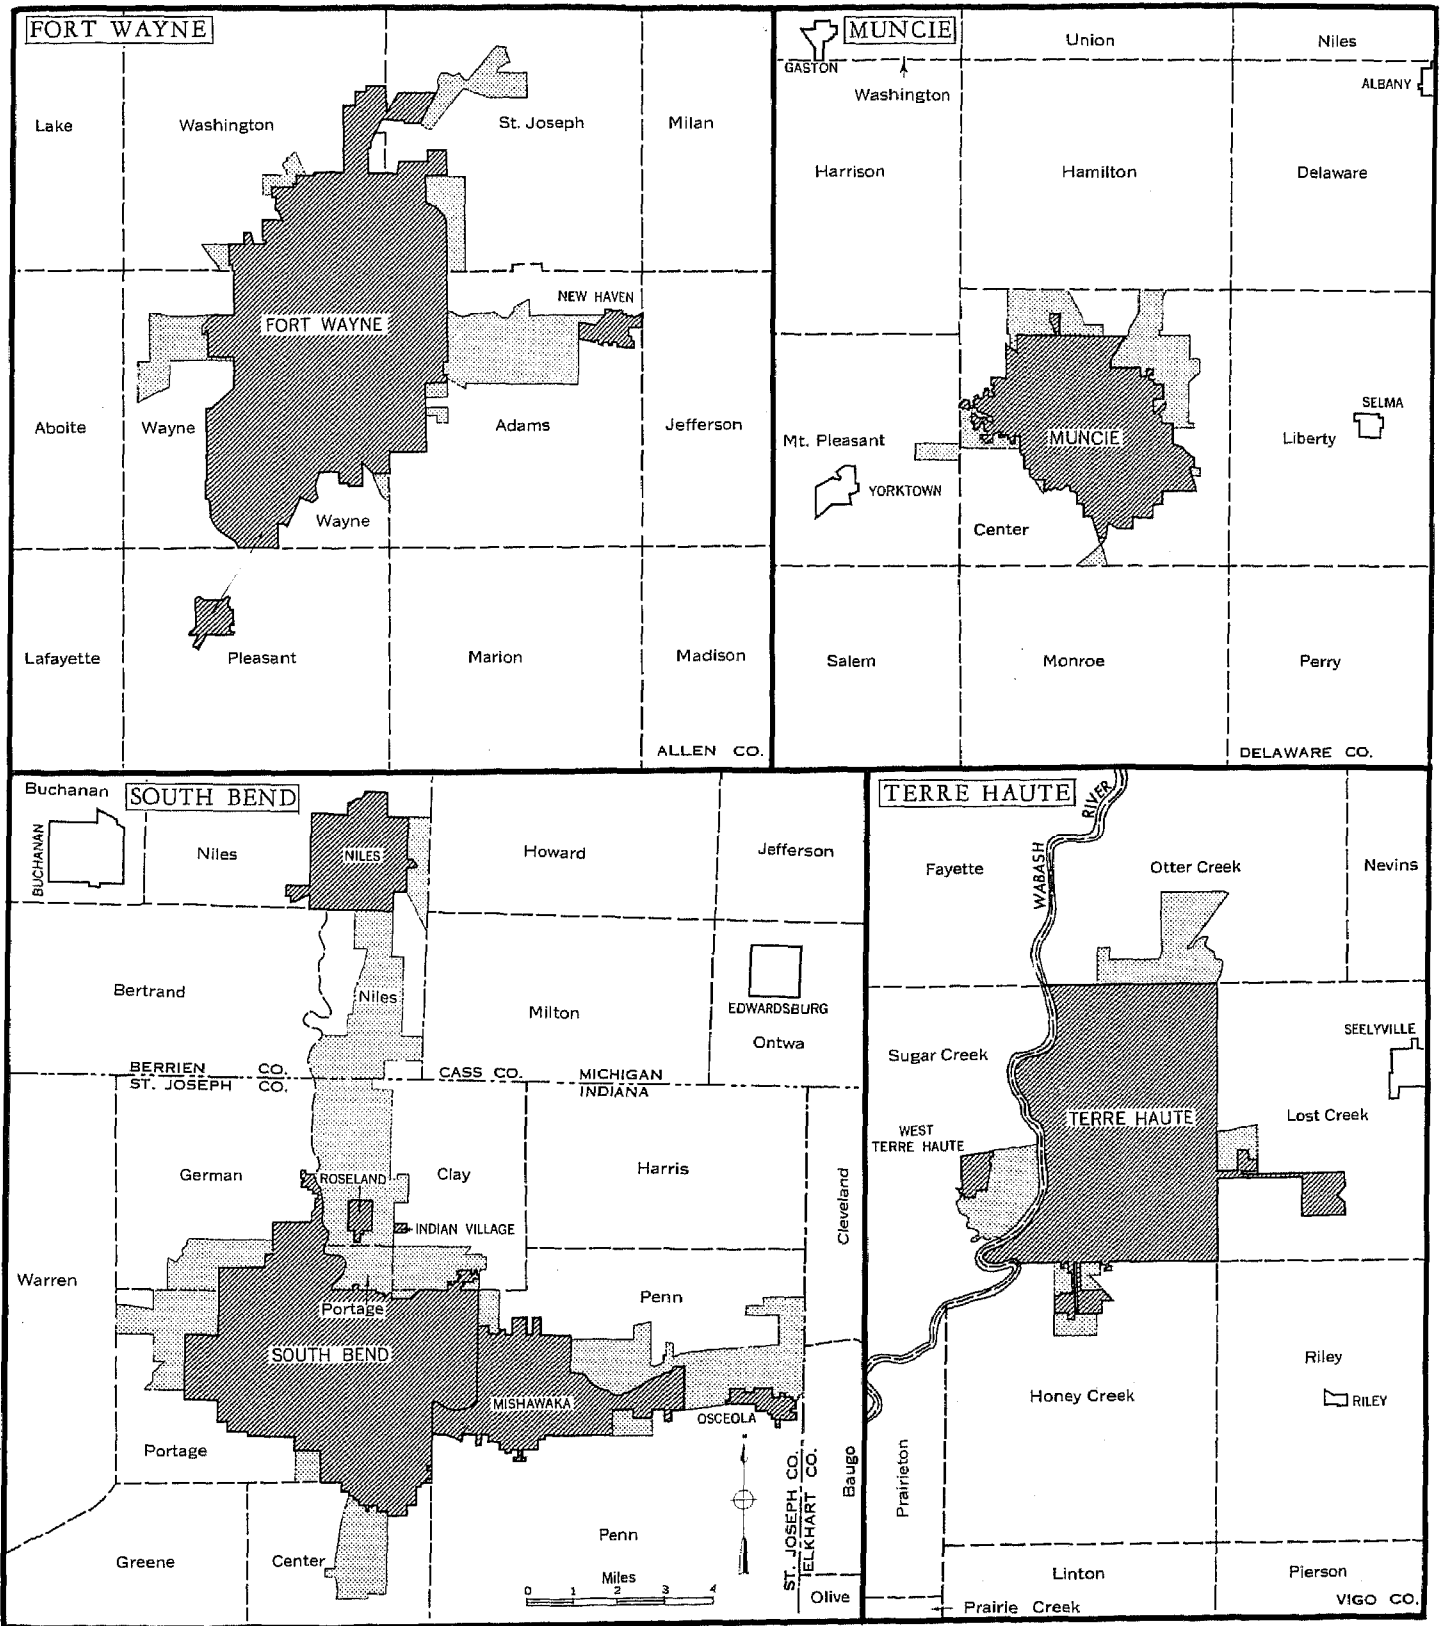 FORT WAYNE
Lake
Washington
St. Joseph
Milan
NEW HAVEN
FORT WAYNE
Aboite
Wayne
Adams
Jefferson
Wayne
Lafayette
Pleasant
Marion
Madison
ALLEN CO.
MUNCIE
GASTON
Union
Niles
Washington
ALBANY
Harrison
Hamilton
Delaware
Mt. Pleasant
MUNCIE
Liberty
SELMA
YORKTOWN
Center
Salem
Monroe
Perry
DELAWARE CO.
Buchanan
SOUTH BEND
BUCHANAN
Niles
NILES
Howard
Jefferson
Bertrand
Niles
Milton
EDWARDSBURG
Ontwa
BERRIEN CO.
ST. JOSEPH CO.
CASS CO.
MICHIGAN
INDIANA
German
ROSELAND
Clay
Harris
Cleveland
INDIAN VILLAGE
Warren
Portage
Penn
SOUTH BEND
MISHAWAKA
OSCEOLA
Portage
ST. JOSEPH CO.
ELKHART CO.
Baugo
Greene
Center
Penn
Miles
0 1 2 3 4
Olive
TERRE HAUTE
WABASH RIVER
Fayette
Otter Creek
Nevins
SEELYVILLE
Sugar Creek
TERRE HAUTE
Lost Creek
WEST
TERRE HAUTE
Riley
Honey Creek
RILEY
Prairieton
Linton
Pierson
Prairie Creek
VIGO CO.